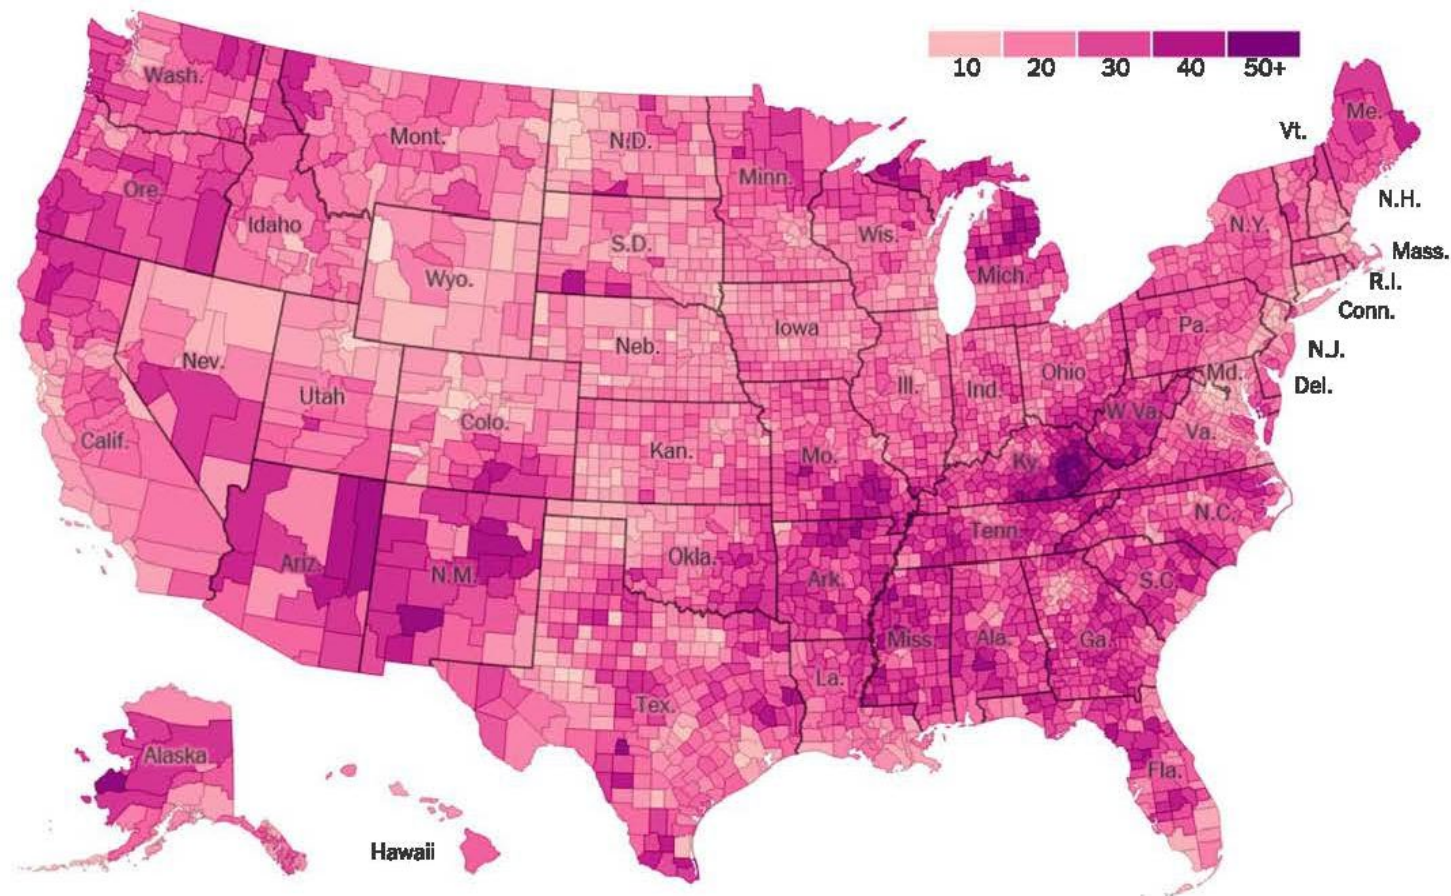 10 20 30 40 50+
Wash.
Mont.
N.D.
Minn.
Vt.
Me.
Ore.
Idaho
S.D.
Wis.
N.Y.
N.H.
Wyo.
Mich.
Mass.
R.I.
Conn.
Iowa
Pa.
Neb.
N.J.
Nev.
Utah
Ill.
Ind.
Ohio
Md.
Del.
Colo.
W.Va.
Calif.
Kan.
Mo.
Ky.
Va.
Ariz.
N.M.
Okla.
Ark.
Tenn.
N.C.
S.C.
Miss.
Ala.
Ga.
La.
Tex.
Alaska
Fla.
Hawaii